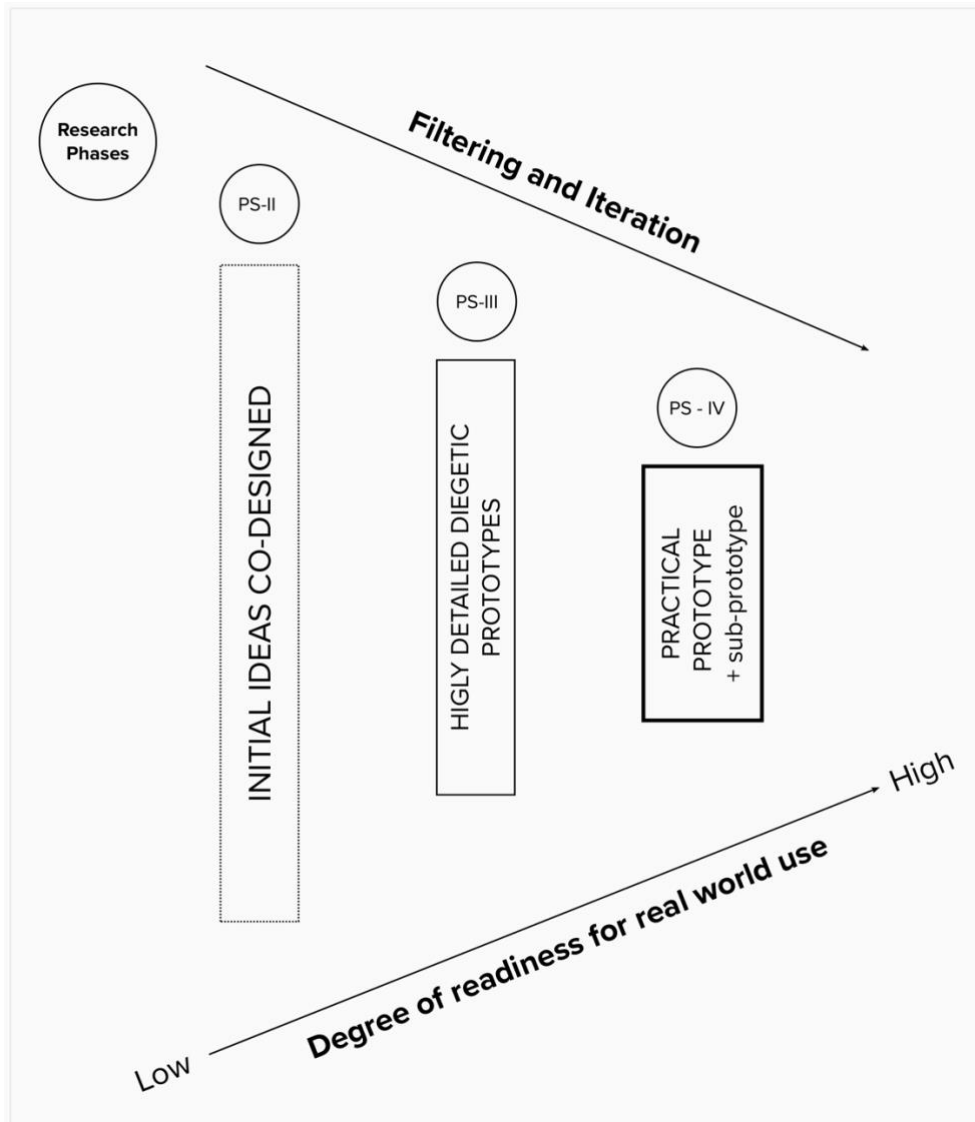 Research
Phases
Filtering and Iteration
PS-II
PS-III
PS - IV
INITIAL IDEAS CO-DESIGNED
HIGLY DETAILED DIEGETIC
PROTOTYPES
PRACTICAL
PROTOTYPE
+ sub-prototype
High
Degree of readiness for real world use
Low